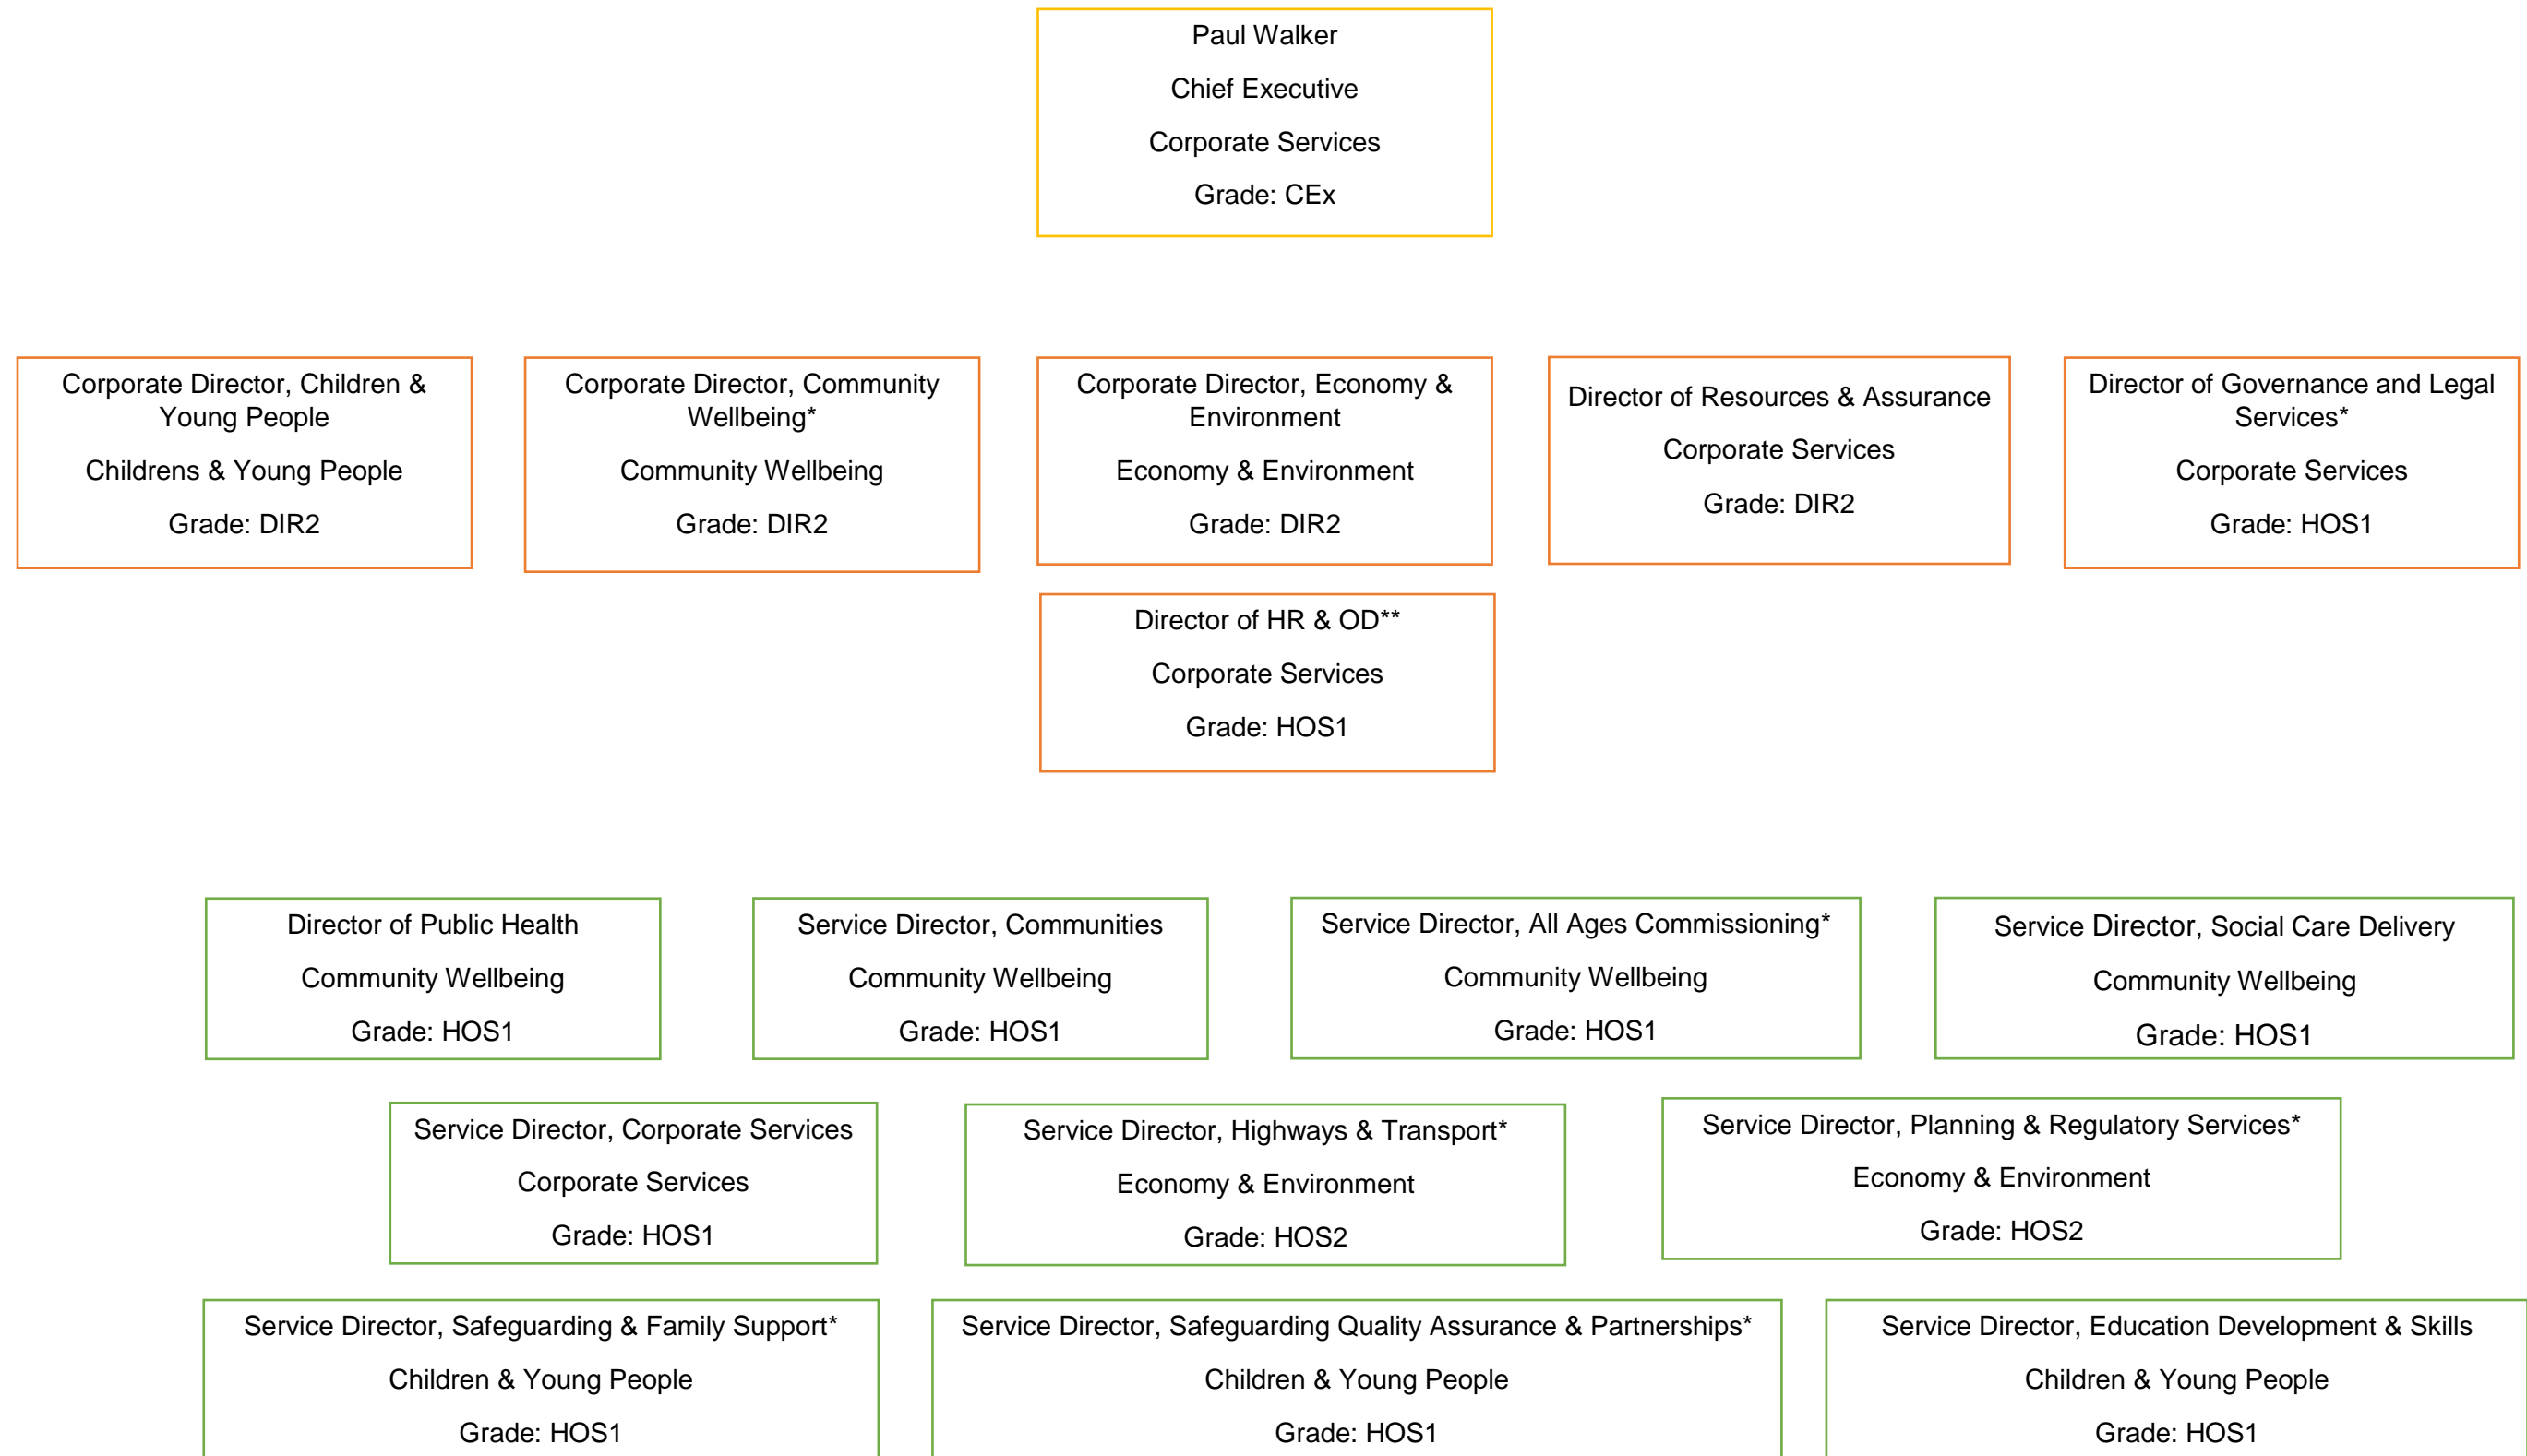 Paul Walker
Chief Executive
Corporate Services
Grade: CEx
Corporate Director, Children &
Young People
Childrens & Young People
Grade: DIR2
Corporate Director, Community
Wellbeing*
Community Wellbeing
Grade: DIR2
Corporate Director, Economy &
Environment
Economy & Environment
Grade: DIR2
Director of Resources & Assurance
Corporate Services
Grade: DIR2
Director of Governance and Legal
Services*
Corporate Services
Grade: HOS1
Director of HR & OD**
Corporate Services
Grade: HOS1
Director of Public Health
Community Wellbeing
Grade: HOS1
Service Director, Communities
Community Wellbeing
Grade: HOS1
Service Director, All Ages Commissioning*
Community Wellbeing
Grade: HOS1
Service Director, Social Care Delivery
Community Wellbeing
Grade: HOS1
Service Director, Corporate Services
Corporate Services
Grade: HOS1
Service Director, Highways & Transport*
Economy & Environment
Grade: HOS2
Service Director, Planning & Regulatory Services*
Economy & Environment
Grade: HOS2
Service Director, Safeguarding & Family Support*
Children & Young People
Grade: HOS1
Service Director, Safeguarding Quality Assurance & Partnerships*
Children & Young People
Grade: HOS1
Service Director, Education Development & Skills
Children & Young People
Grade: HOS1